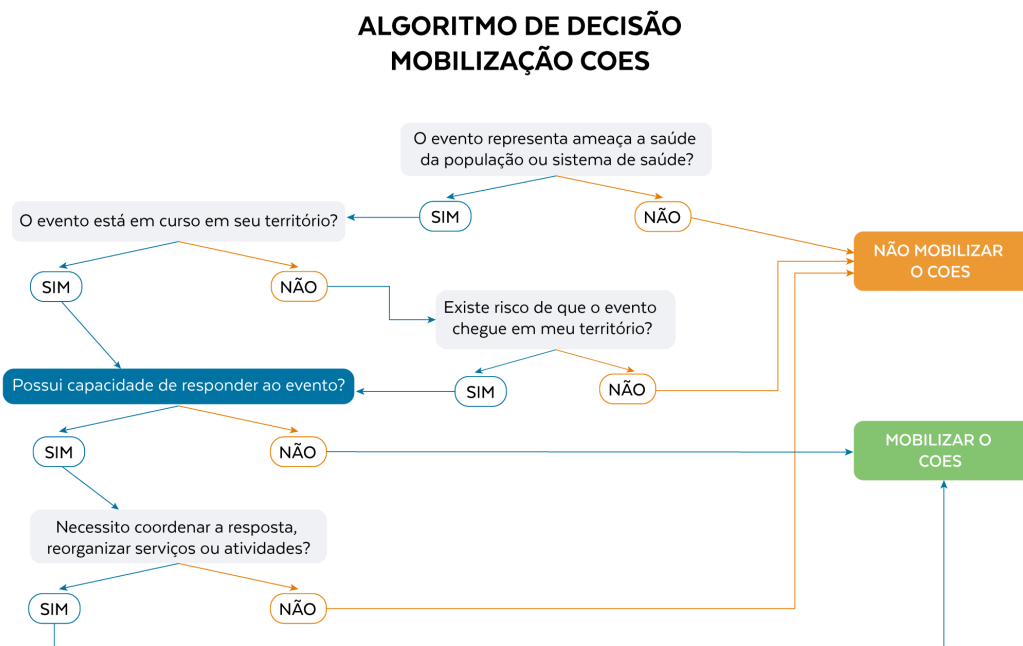 ALGORITMO DE DECISÃO
MOBILIZAÇÃO COES
O evento representa ameaça a saúde
da população ou sistema de saúde?
SIM
NÃO
O evento está em curso em seu território?
NÃO MOBILIZAR
O COES
SIM
NÃO
Existe risco de que o evento
chegue em meu território?
Possui capacidade de responder ao evento?
SIM
NÃO
SIM
NÃO
MOBILIZAR O
COES
Necessito coordenar a resposta,
reorganizar serviços ou atividades?
SIM
NÃO